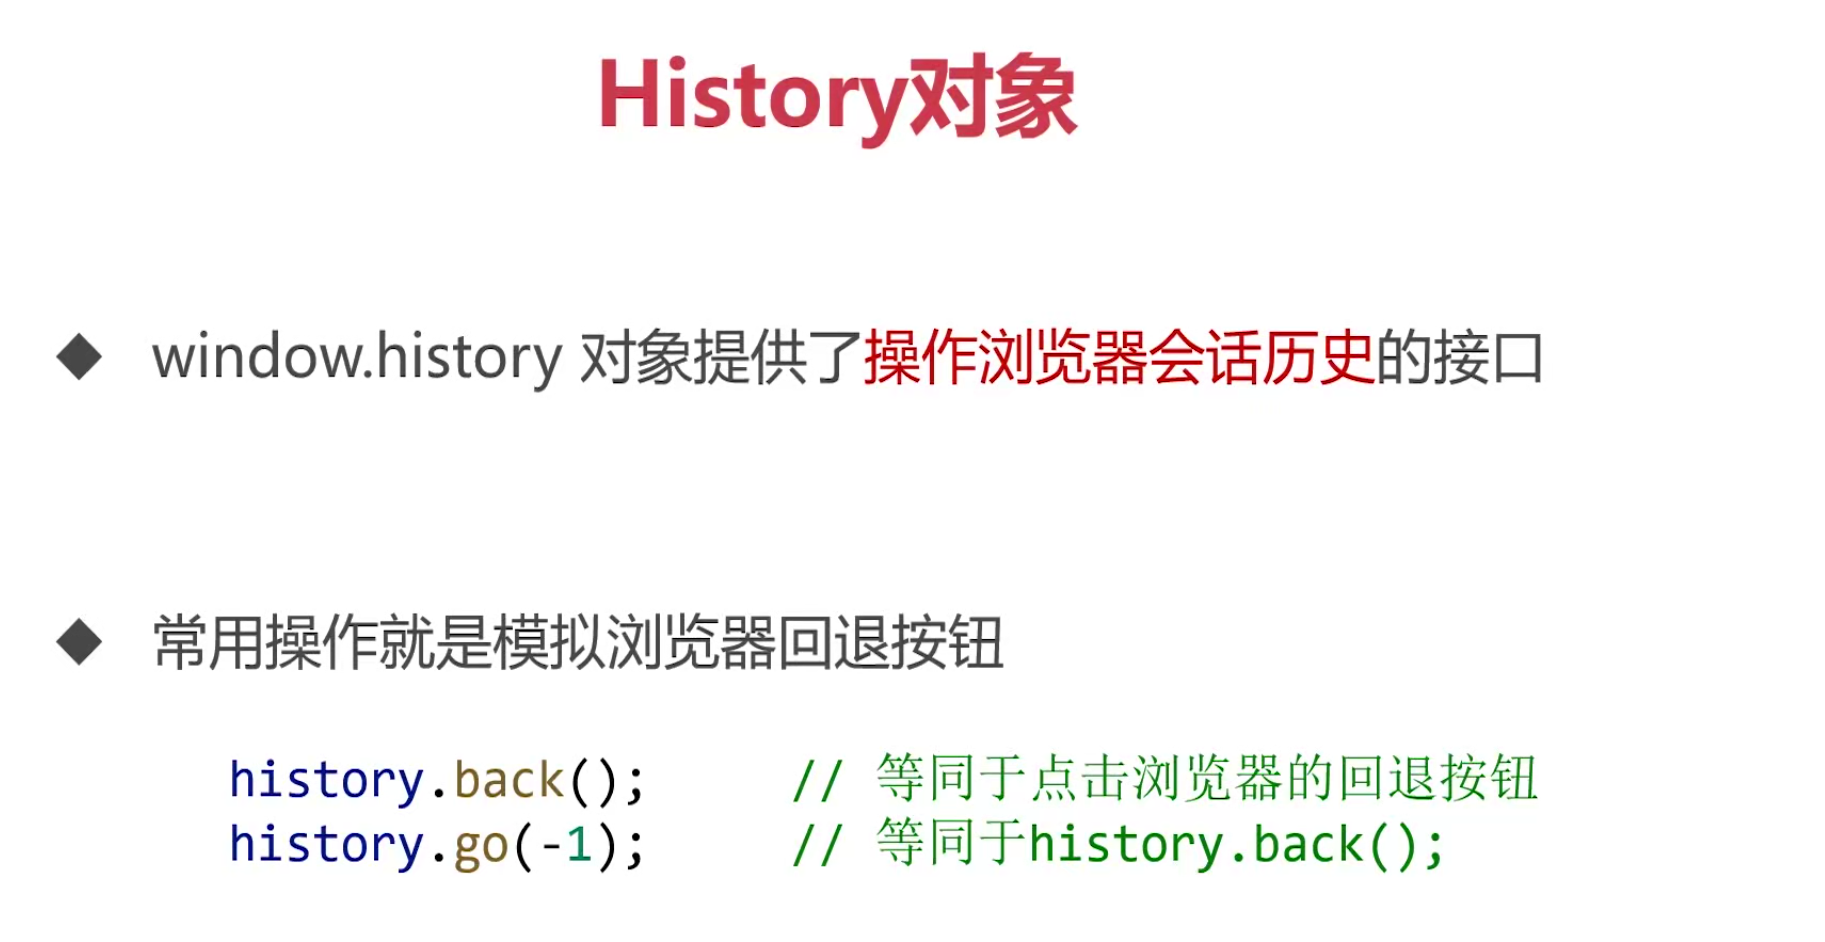 History对象
window.history 对象提供了操作浏览器会话历史的接口
常用操作就是模拟浏览器回退按钮
history.back(); // 等同于点击浏览器的回退按钮
history.go(-1); // 等同于history.back();